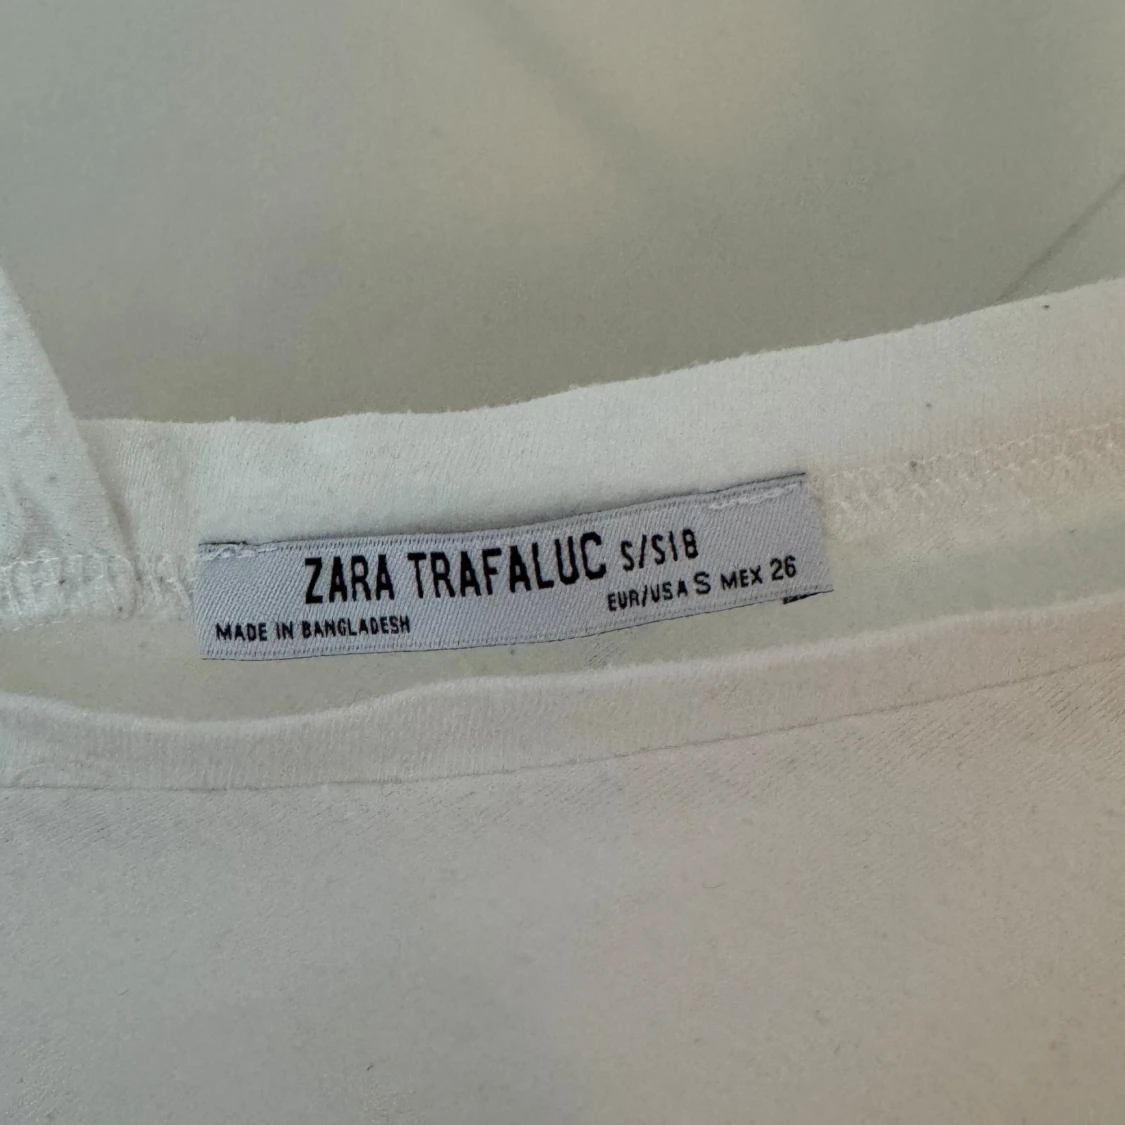 ZARA TRAFALUC S/S18
EUR/USA S MEX 26
MADE IN BANGLADESH